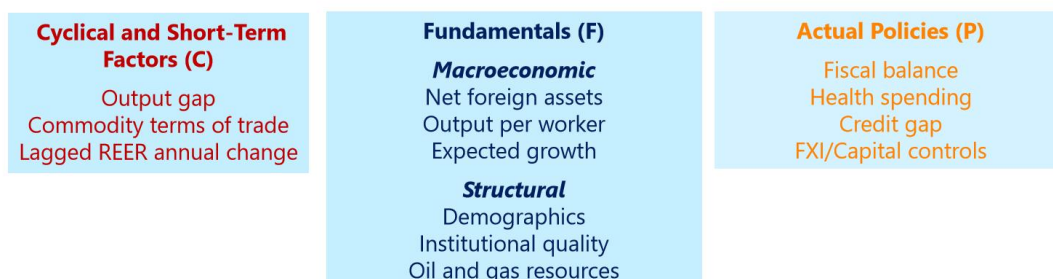 Cyclical and Short-Term
Factors (C)
Output gap
Commodity terms of trade
Lagged REER annual change
Fundamentals (F)
Macroeconomic
Net foreign assets
Output per worker
Expected growth
Structural
Demographics
Institutional quality
Oil and gas resources
Actual Policies (P)
Fiscal balance
Health spending
Credit gap
FXI/Capital controls